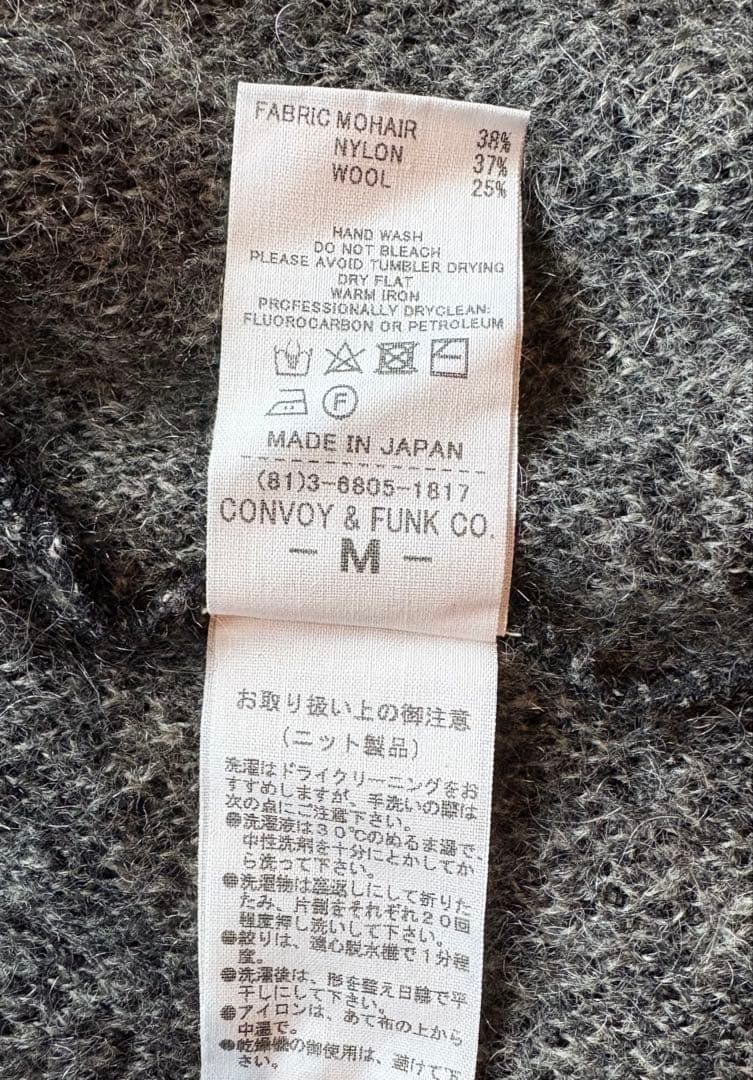 FABRIC MOHAIR 38%
NYLON 37%
WOOL 25%
HAND WASH
DO NOT BLEACH
PLEASE AVOID TUMBLER DRYING
DRY FLAT
WARM IRON
PROFESSIONALLY DRYCLEAN:
FLUOROCARBON OR PETROLEUM
F
MADE IN JAPAN
(81)3-6805-1817
CONVOY & FUNK CO.
- M -
お取り扱い上の御注意
(ニット製品)
洗濯はドライクリーニングをお
すすめしますが、手洗いの際は
次の点にご注意下さい。
●洗濯液は30℃のぬるま湯で、
中性洗剤を十分にとかしてか
ら洗って下さい。
●洗濯物は裏返しにして折りた
たみ、片側をそれぞれ20回
程度押し洗いして下さい。
●絞りは、遠心脱水機で1分程
度。
●洗濯後は、形を整え日陰で平
干しにして下さい。
●アイロンは、あて布の上から
中温で。
●乾燥機の御使用は、避けて下
さい。